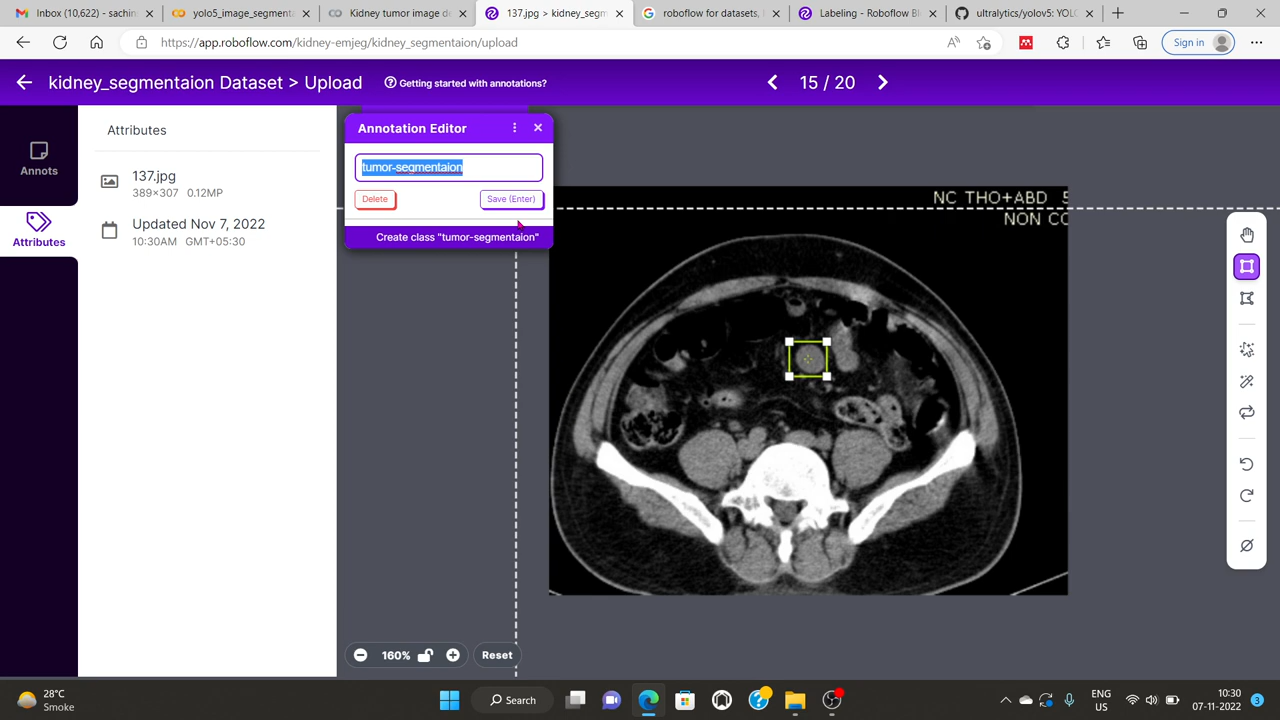 Inbox (10,622) - sachin
yolo5_image_segmenta
Kidney tumor image d
137.jpg > kidney_segm
roboflow for datasets, l
Labeling - Roboflow Bl
ultralytics/yolov5: YOLO
https://app.roboflow.com/kidney-emjeg/kidney_segmentaion/upload
Sign in
kidney_segmentaion Dataset > Upload
Getting started with annotations?
15 / 20
Annots
Attributes
Attributes
137.jpg
389×307 0.12MP
Updated Nov 7, 2022
10:30AM GMT+05:30
Annotation Editor
tumor-segmentaion
Delete
Save (Enter)
Create class "tumor-segmentaion"
NC THO+ABD 5
NON CO
160%
Reset
28°C
Smoke
Search
ENG
US
10:30
07-11-2022
3